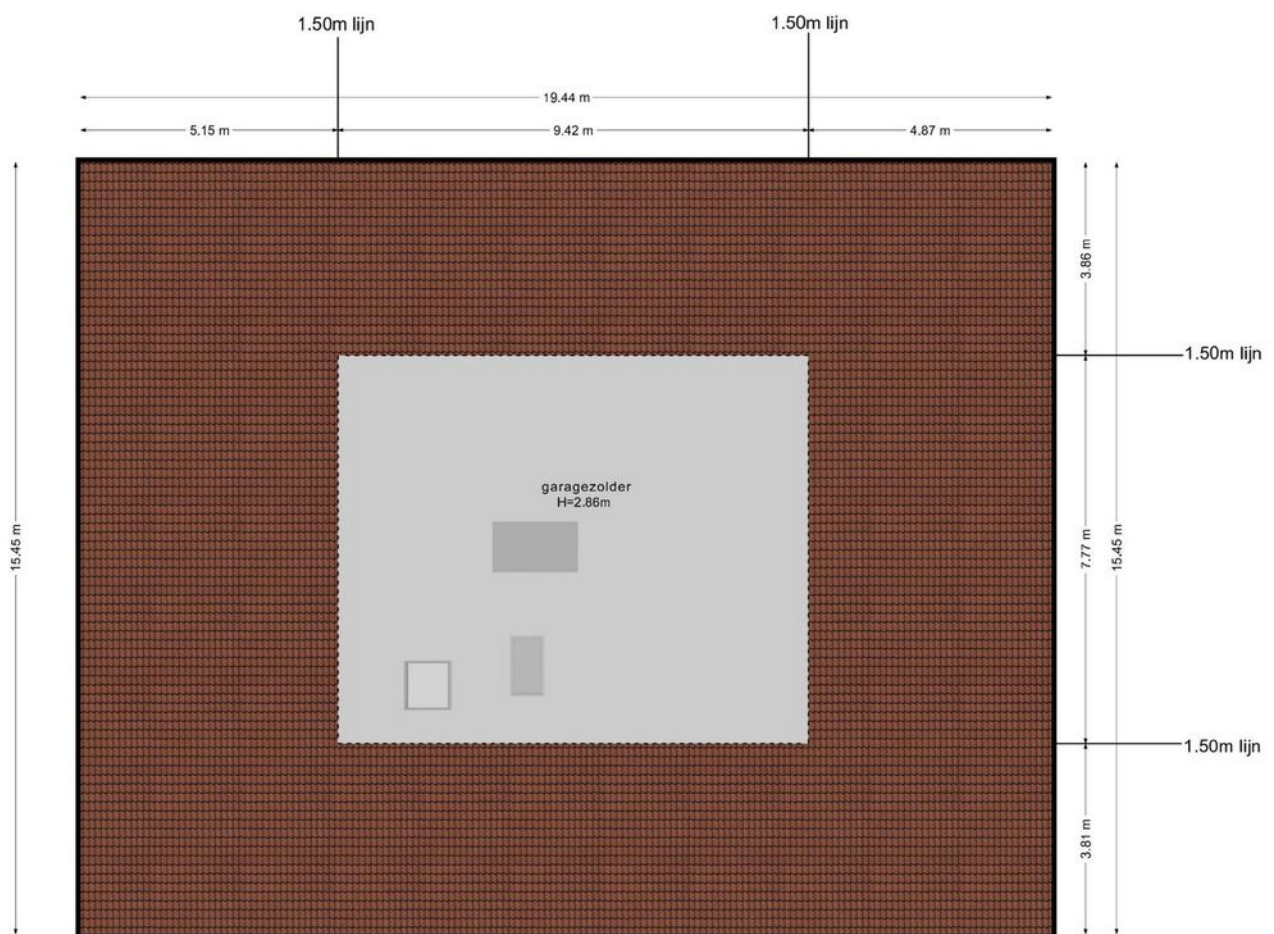 1.50m lijn
1.50m lijn
19.44 m
5.15 m
9.42 m
4.87 m
3.86 m
1.50m lijn
garagezolder
H=2.86m
15.45 m
7.77 m
15.45 m
1.50m lijn
3.81 m